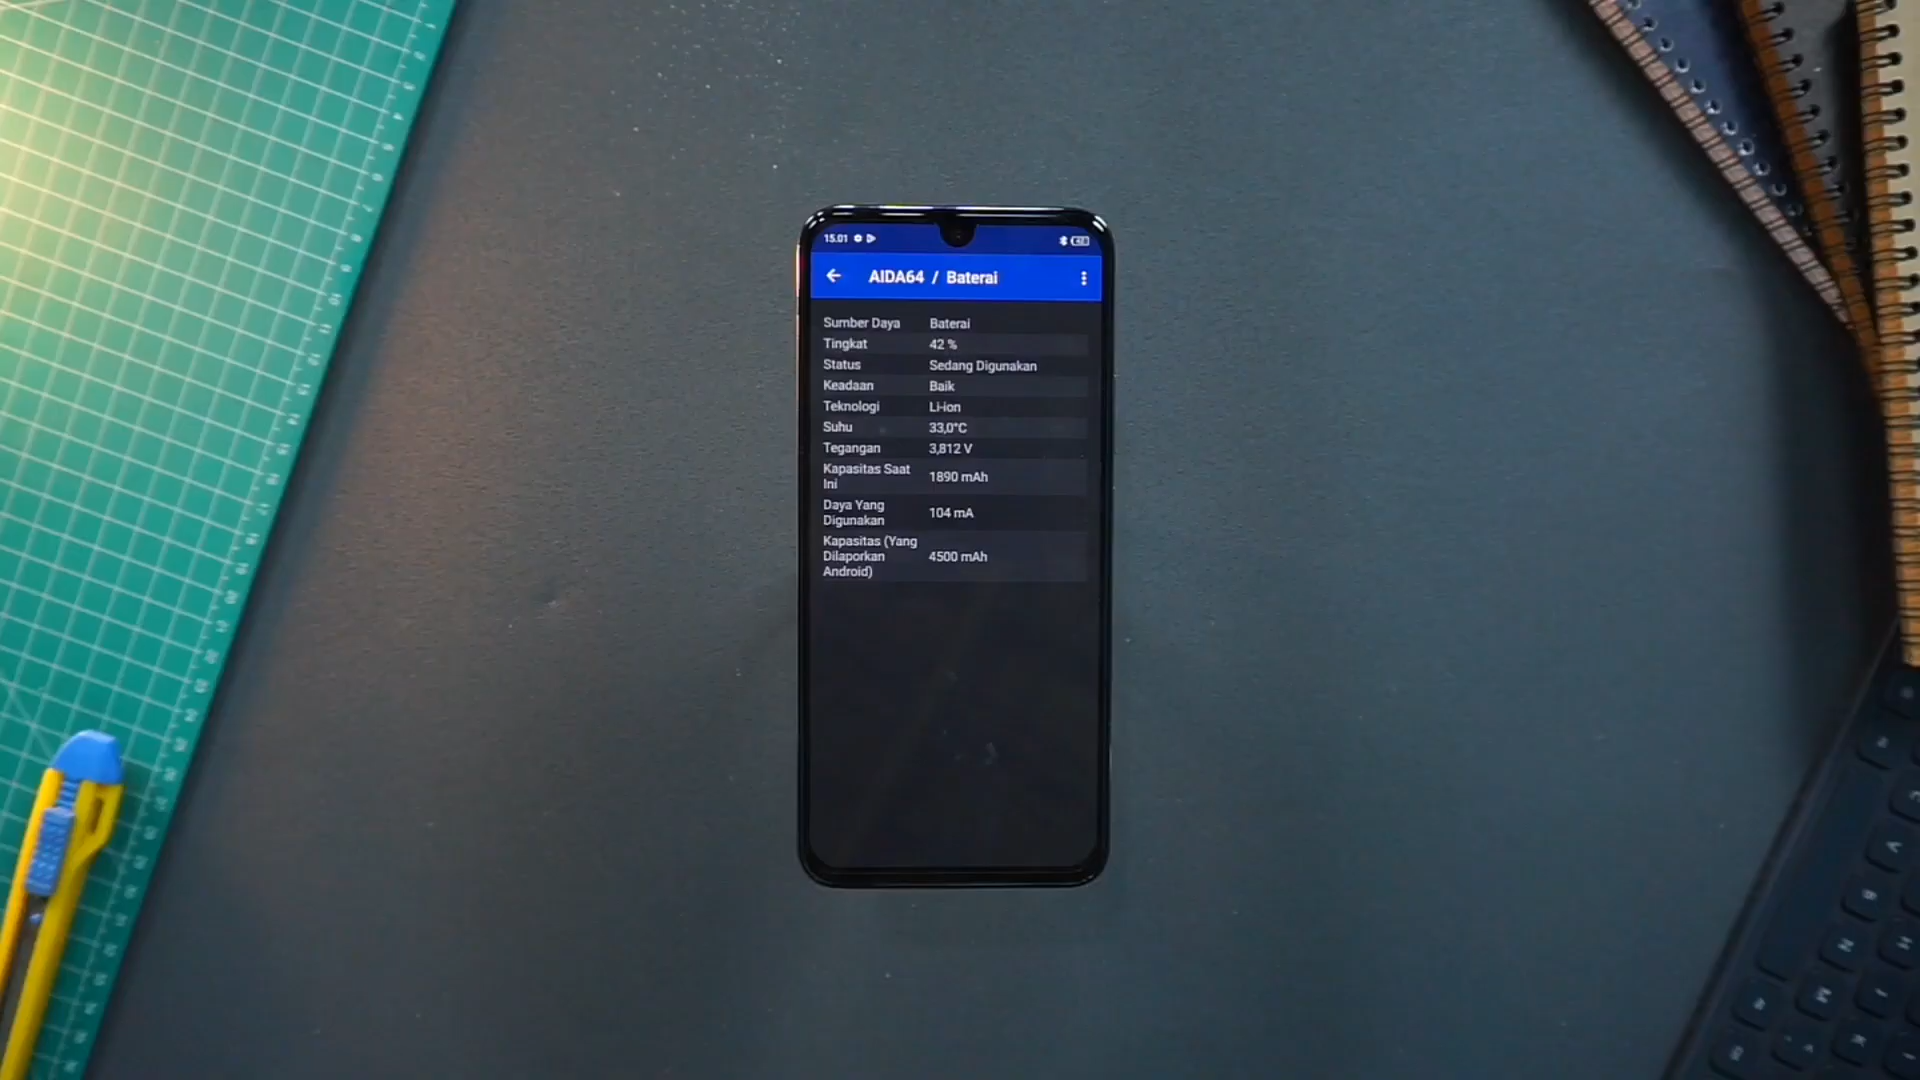 15.01
42
AIDA64 / Baterai
Sumber Daya Baterai
Tingkat 42 %
Status Sedang Digunakan
Keadaan Baik
Teknologi Li-ion
Suhu 33,0°C
Tegangan 3,812 V
Kapasitas Saat
Ini 1890 mAh
Daya Yang
Digunakan 104 mA
Kapasitas (Yang
Dilaporkan
Android) 4500 mAh